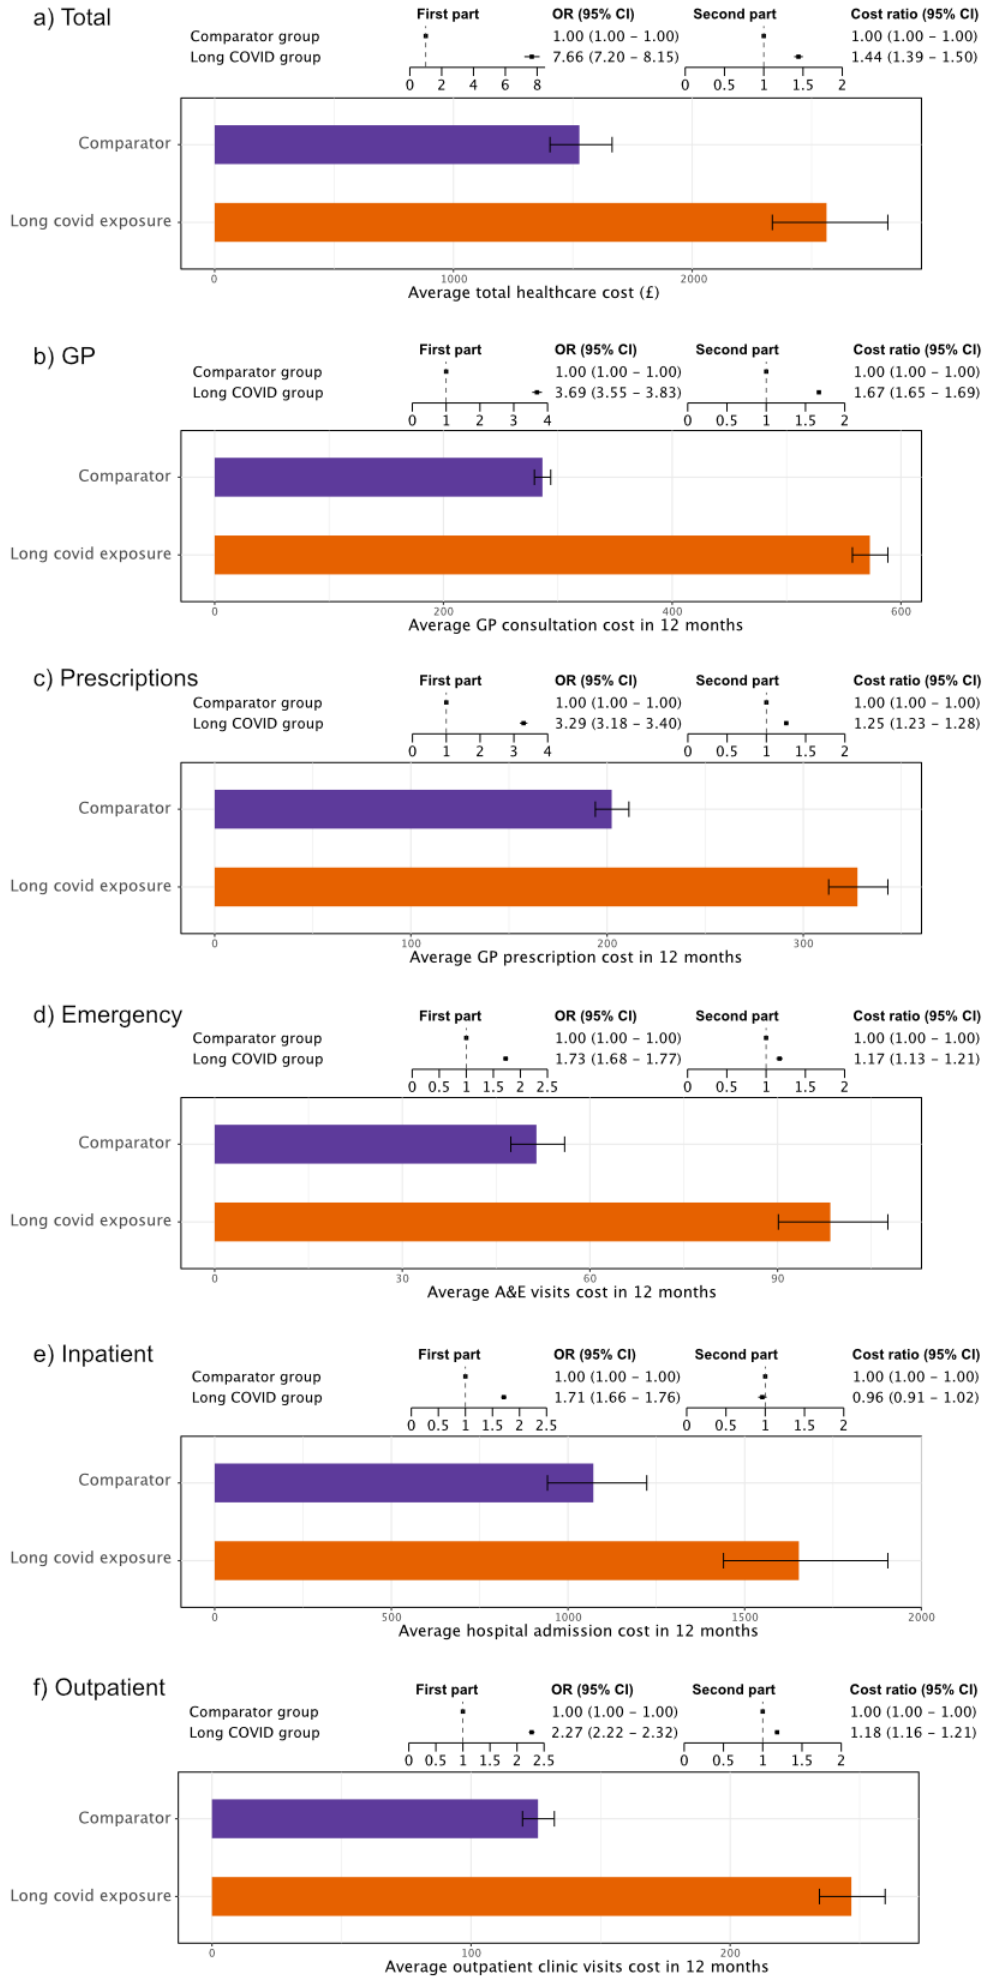 a) Total
First part OR (95% CI) Second part Cost ratio (95% CI)
Comparator group 1.00 (1.00 – 1.00) 1.00 (1.00 – 1.00)
Long COVID group 7.66 (7.20 – 8.15) 1.44 (1.39 – 1.50)
0 2 4 6 8 0 0.5 1 1.5 2
Comparator
Long covid exposure
0 1000 2000
Average total healthcare cost (£)
b) GP
First part OR (95% CI) Second part Cost ratio (95% CI)
Comparator group 1.00 (1.00 – 1.00) 1.00 (1.00 – 1.00)
Long COVID group 3.69 (3.55 – 3.83) 1.67 (1.65 – 1.69)
0 1 2 3 4 0 0.5 1 1.5 2
Comparator
Long covid exposure
0 200 400 600
Average GP consultation cost in 12 months
c) Prescriptions
First part OR (95% CI) Second part Cost ratio (95% CI)
Comparator group 1.00 (1.00 – 1.00) 1.00 (1.00 – 1.00)
Long COVID group 3.29 (3.18 – 3.40) 1.25 (1.23 – 1.28)
0 1 2 3 4 0 0.5 1 1.5 2
Comparator
Long covid exposure
0 100 200 300
Average GP prescription cost in 12 months
d) Emergency
First part OR (95% CI) Second part Cost ratio (95% CI)
Comparator group 1.00 (1.00 – 1.00) 1.00 (1.00 – 1.00)
Long COVID group 1.73 (1.68 – 1.77) 1.17 (1.13 – 1.21)
0 0.5 1 1.5 2 2.5 0 0.5 1 1.5 2
Comparator
Long covid exposure
0 30 60 90
Average A&E visits cost in 12 months
e) Inpatient
First part OR (95% CI) Second part Cost ratio (95% CI)
Comparator group 1.00 (1.00 – 1.00) 1.00 (1.00 – 1.00)
Long COVID group 1.71 (1.66 – 1.76) 0.96 (0.91 – 1.02)
0 0.5 1 1.5 2 2.5 0 0.5 1 1.5 2
Comparator
Long covid exposure
0 500 1000 1500 2000
Average hospital admission cost in 12 months
f) Outpatient
First part OR (95% CI) Second part Cost ratio (95% CI)
Comparator group 1.00 (1.00 – 1.00) 1.00 (1.00 – 1.00)
Long COVID group 2.27 (2.22 – 2.32) 1.18 (1.16 – 1.21)
0 0.5 1 1.5 2 2.5 0 0.5 1 1.5 2
Comparator
Long covid exposure
0 100 200
Average outpatient clinic visits cost in 12 months